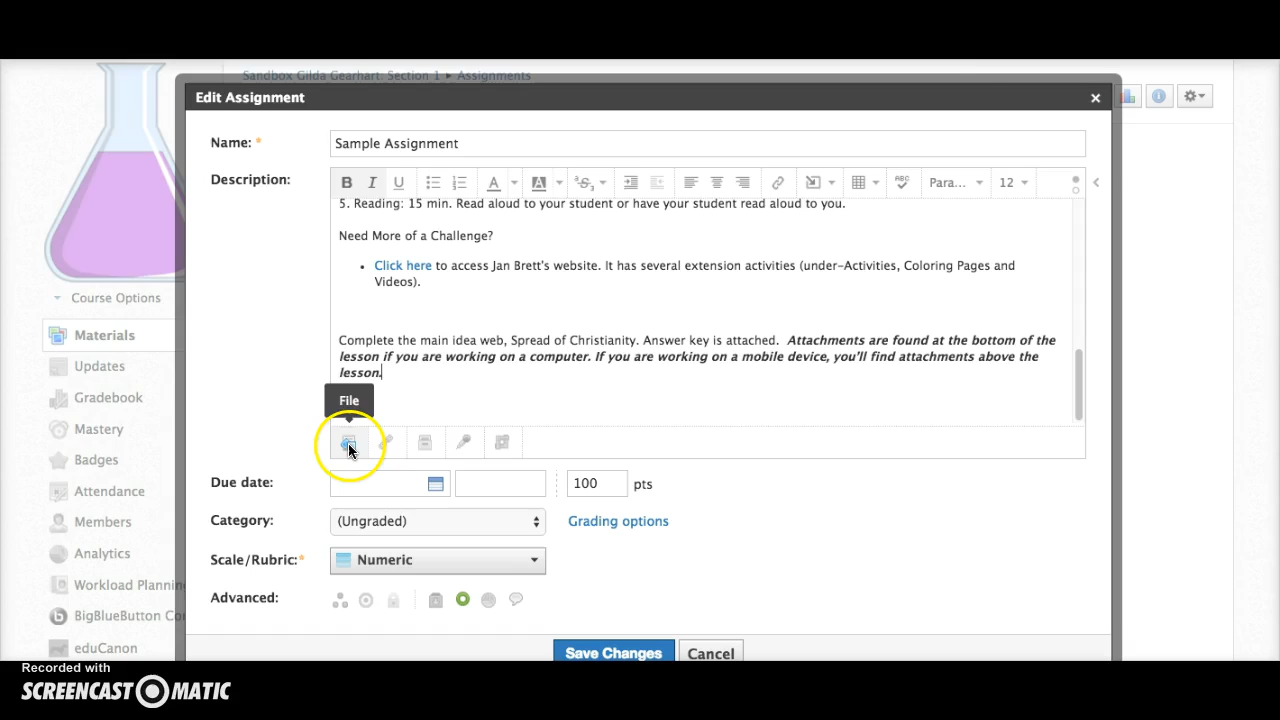 Sandbox Gilda Gearhart: Section 1 ▸ Assignments
Edit Assignment
Name: *
Sample Assignment
Description:
B I U A A Para... 12
5. Reading: 15 min. Read aloud to your student or have your student read aloud to you.
Need More of a Challenge?
• Click here to access Jan Brett's website. It has several extension activities (under-Activities, Coloring Pages and
Videos).
Complete the main idea web, Spread of Christianity. Answer key is attached. Attachments are found at the bottom of the
lesson if you are working on a computer. If you are working on a mobile device, you'll find attachments above the
lesson.
File
Due date:
100 pts
Category:
(Ungraded)
Grading options
Scale/Rubric:*
Numeric
Advanced:
Save Changes
Cancel
Course Options
Materials
Updates
Gradebook
Mastery
Badges
Attendance
Members
Analytics
Workload Plannin
BigBlueButton Co
eduCanon
Recorded with
SCREENCAST MATIC